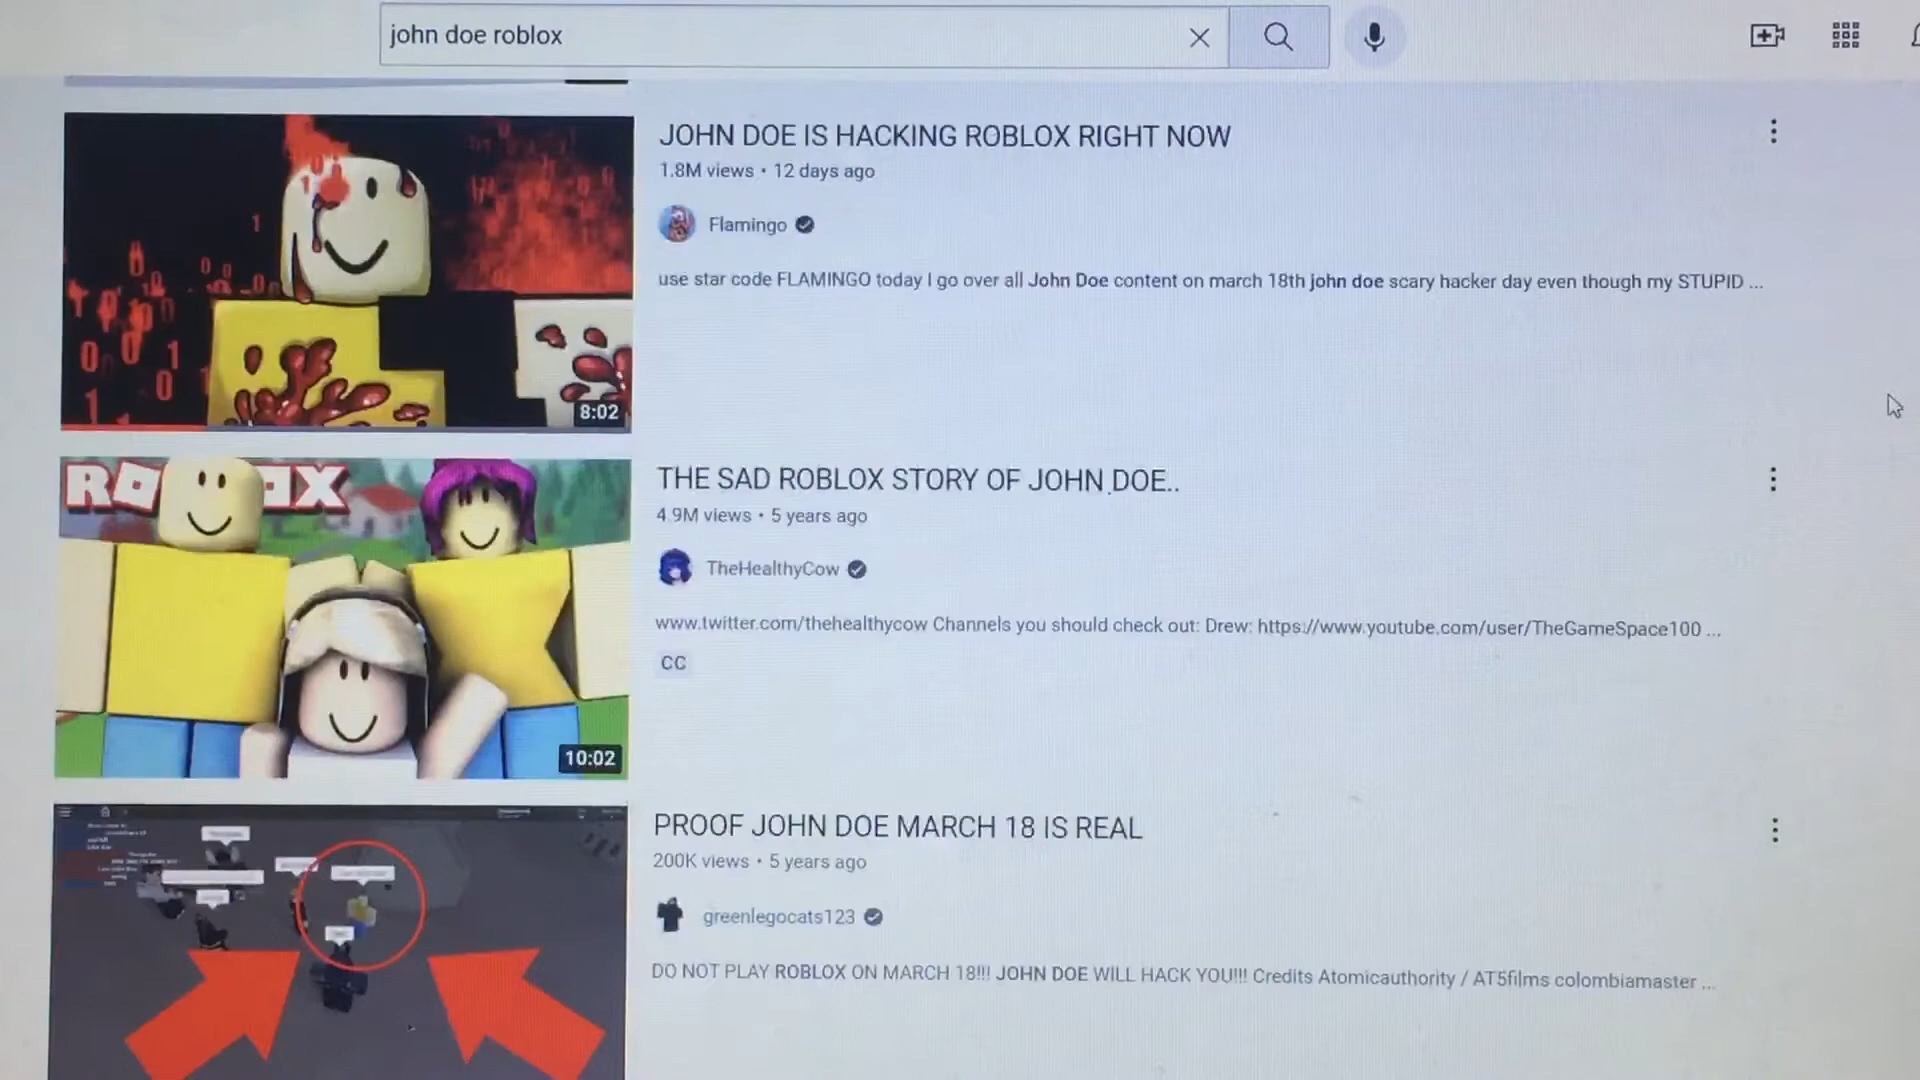 john doe roblox
JOHN DOE IS HACKING ROBLOX RIGHT NOW
1.8M views • 12 days ago
Flamingo
use star code FLAMINGO today I go over all John Doe content on march 18th john doe scary hacker day even though my STUPID ...
8:02
THE SAD ROBLOX STORY OF JOHN DOE..
4.9M views • 5 years ago
TheHealthyCow
www.twitter.com/thehealthycow Channels you should check out: Drew: https://www.youtube.com/user/TheGameSpace100 ...
CC
10:02
PROOF JOHN DOE MARCH 18 IS REAL
200K views • 5 years ago
greenlegocats123
DO NOT PLAY ROBLOX ON MARCH 18!!! JOHN DOE WILL HACK YOU!!! Credits Atomicauthority / AT5films colombiamaster ...